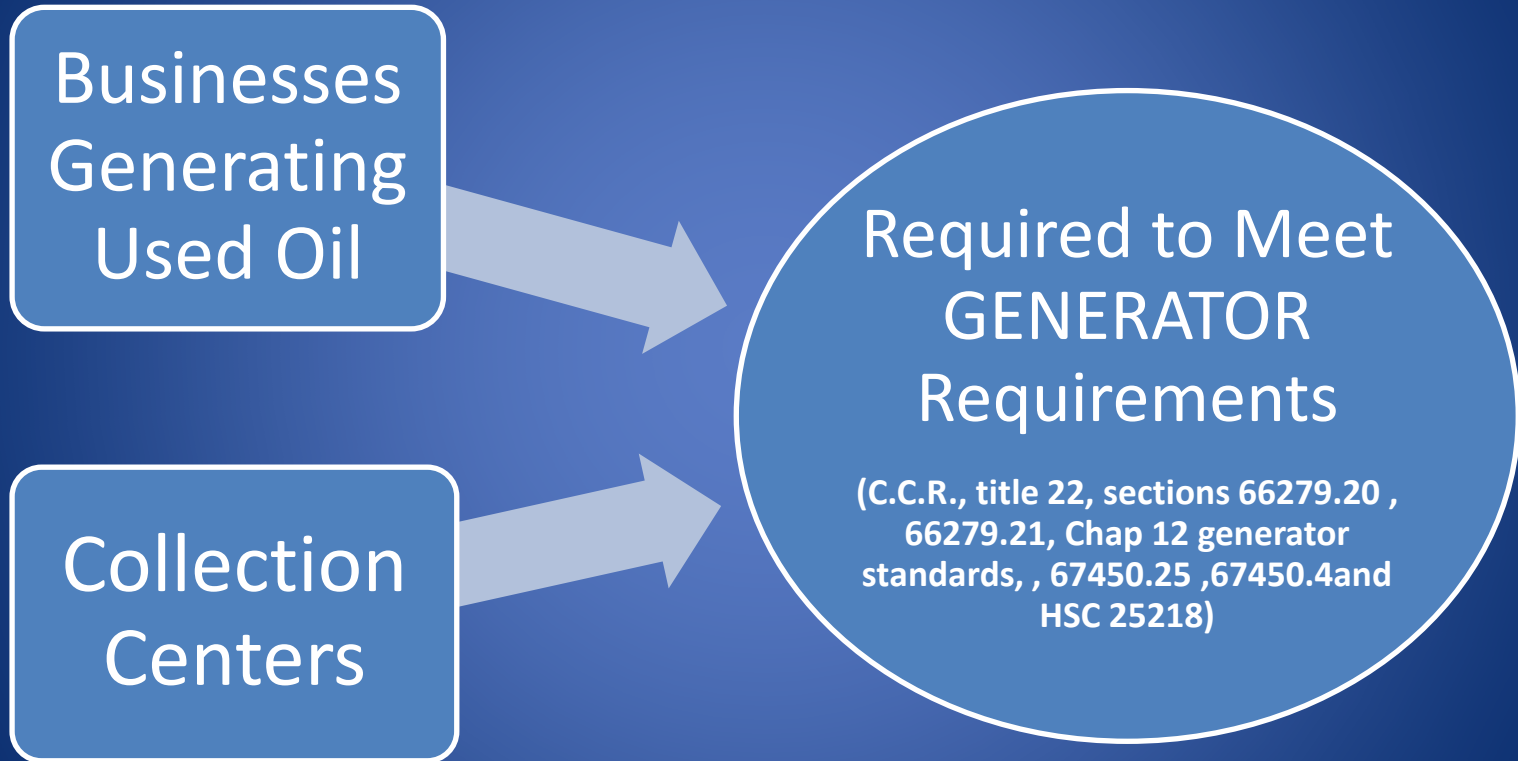 Businesses
Generating
Used Oil
Collection
Centers
Required to Meet
GENERATOR
Requirements
(C.C.R., title 22, sections 66279.20 ,
66279.21, Chap 12 generator
standards, , 67450.25 ,67450.4and
HSC 25218)